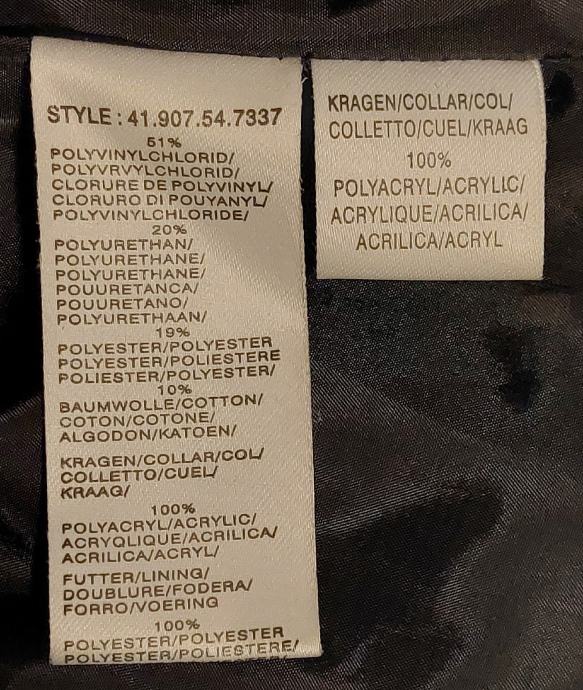 STYLE : 41.907.54.7337
51%
POLYVINYLCHLORID/
POLYVRVYLCHLORID/
CLORURE DE POLYVINYL/
CLORURO DI POUYANYL/
POLYVINYLCHLORIDE/
20%
POLYURETHAN/
POLYURETHANE/
POLYURETHANE/
POUURETANCA/
POUURETANO/
POLYURETHAAN/
19%
POLYESTER/POLYESTER
POLYESTER/POLIESTERE
POLIESTER/POLYESTER/
10%
BAUMWOLLE/COTTON/
COTON/COTONE/
ALGODON/KATOEN/
KRAGEN/COLLAR/COL/
COLLETTO/CUEL/
KRAAG/
100%
POLYACRYL/ACRYLIC/
ACRYQLIQUE/ACRILICA/
ACRILICA/ACRYL/
FUTTER/LINING/
DOUBLURE/FODERA/
FORRO/VOERING
100%
POLYESTER/POLYESTER
POLYESTER/POLIESTERE/
KRAGEN/COLLAR/COL/
COLLETTO/CUEL/KRAAG
100%
POLYACRYL/ACRYLIC/
ACRYLIQUE/ACRILICA/
ACRILICA/ACRYL